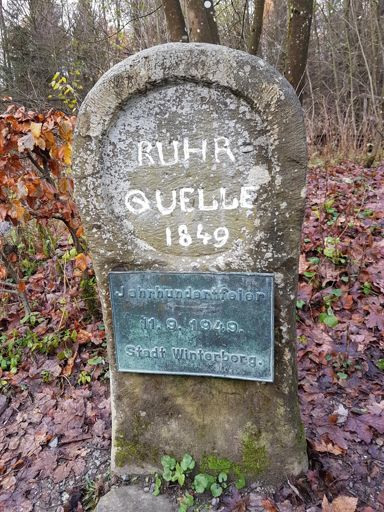 RUHR-
QUELLE
1849
Jahrhundertfeier
11.9.1949.
Stadt Winterberg.